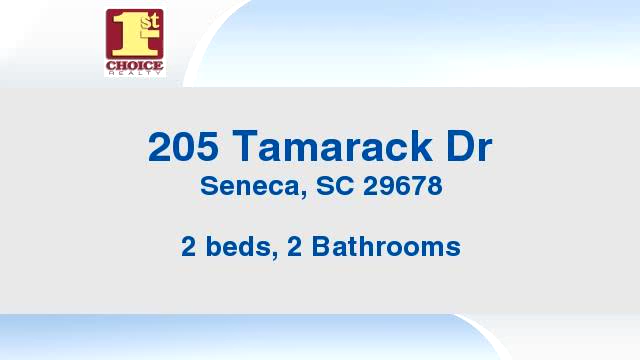 1st
CHOICE
REALTY
205 Tamarack Dr
Seneca, SC 29678
2 beds, 2 Bathrooms